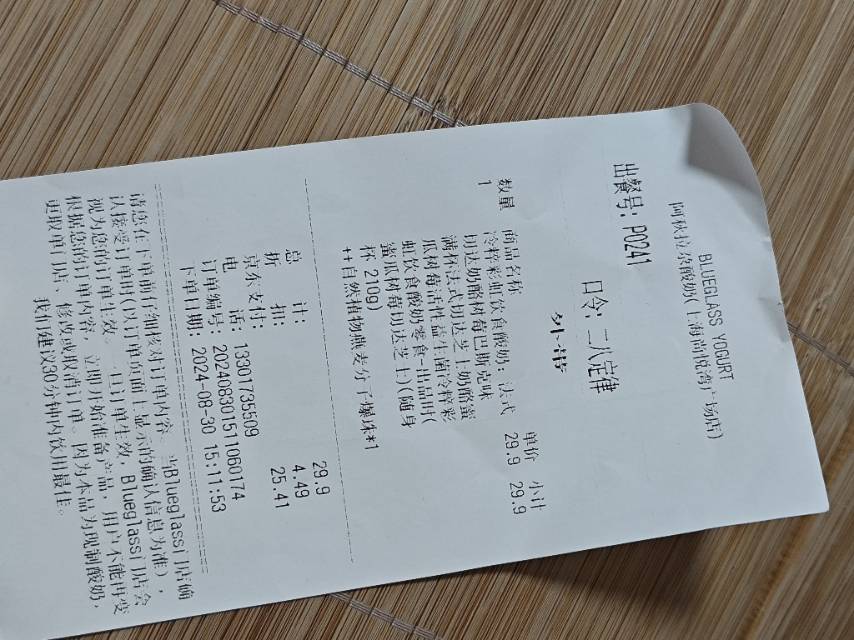 BLUEGLASS YOGURT
阿秋拉尕酸奶(上海尚悦湾广场店)
出餐号: P0241
口令: 二八定律
外带
数量 商品名称 单价 小计
1 冷粹彩虹饮食酸奶: 法式 29.9 29.9
切达奶酪树莓巴斯克味
满杯法式切达芝士奶酪蜜
瓜树莓活性益生菌冷粹彩
虹饮食酸奶零食-出品时(
蜜瓜树莓切达芝士)(随身
杯 210g)
++自然植物燕麦分子爆珠*1
总 计: 29.9
折 扣: 4.49
京东支付: 25.41
电 话: 13301735509
订单编号: 202408301511060174
下单日期: 2024-08-30 15:11:53
请您在下单前仔细核对订单内容。当Blueglass门店确
认接受订单时(以订单页面上显示的确认信息为准),
视为您的订单生效。一旦订单生效, Blueglass门店会
根据您的订单内容, 立即开始准备产品, 用户不能再变
更取单门店、修改或取消订单。因为本品为现制酸奶,
我们建议30分钟内饮用最佳。